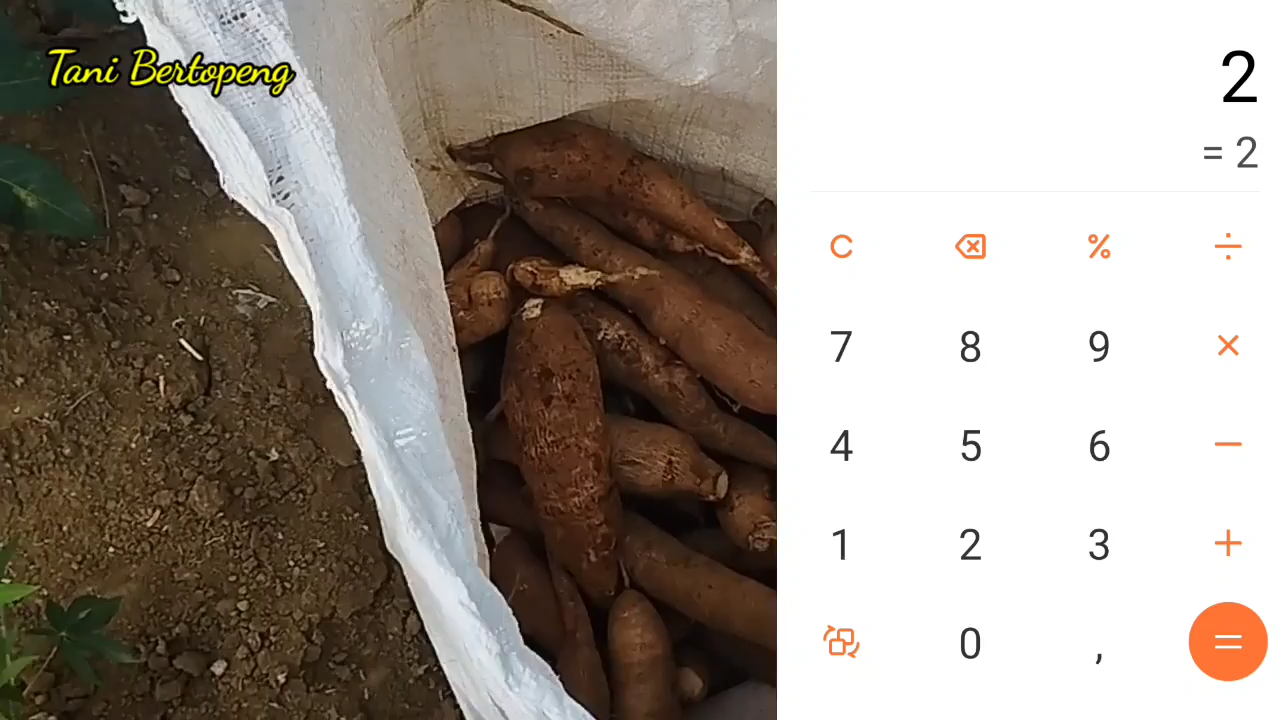 Tani Bertopeng
2
= 2
C % ÷
7 8 9 ×
4 5 6 −
1 2 3 +
0 , =